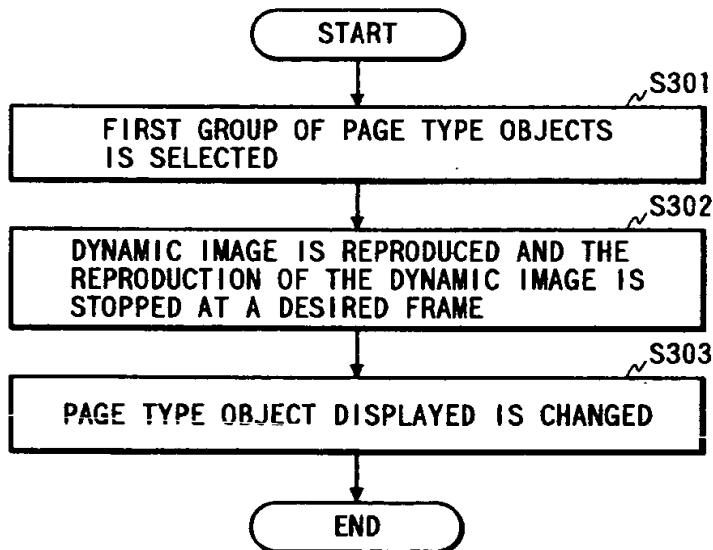 START
S301
FIRST GROUP OF PAGE TYPE OBJECTS
IS SELECTED
S302
DYNAMIC IMAGE IS REPRODUCED AND THE
REPRODUCTION OF THE DYNAMIC IMAGE IS
STOPPED AT A DESIRED FRAME
S303
PAGE TYPE OBJECT DISPLAYED IS CHANGED
END